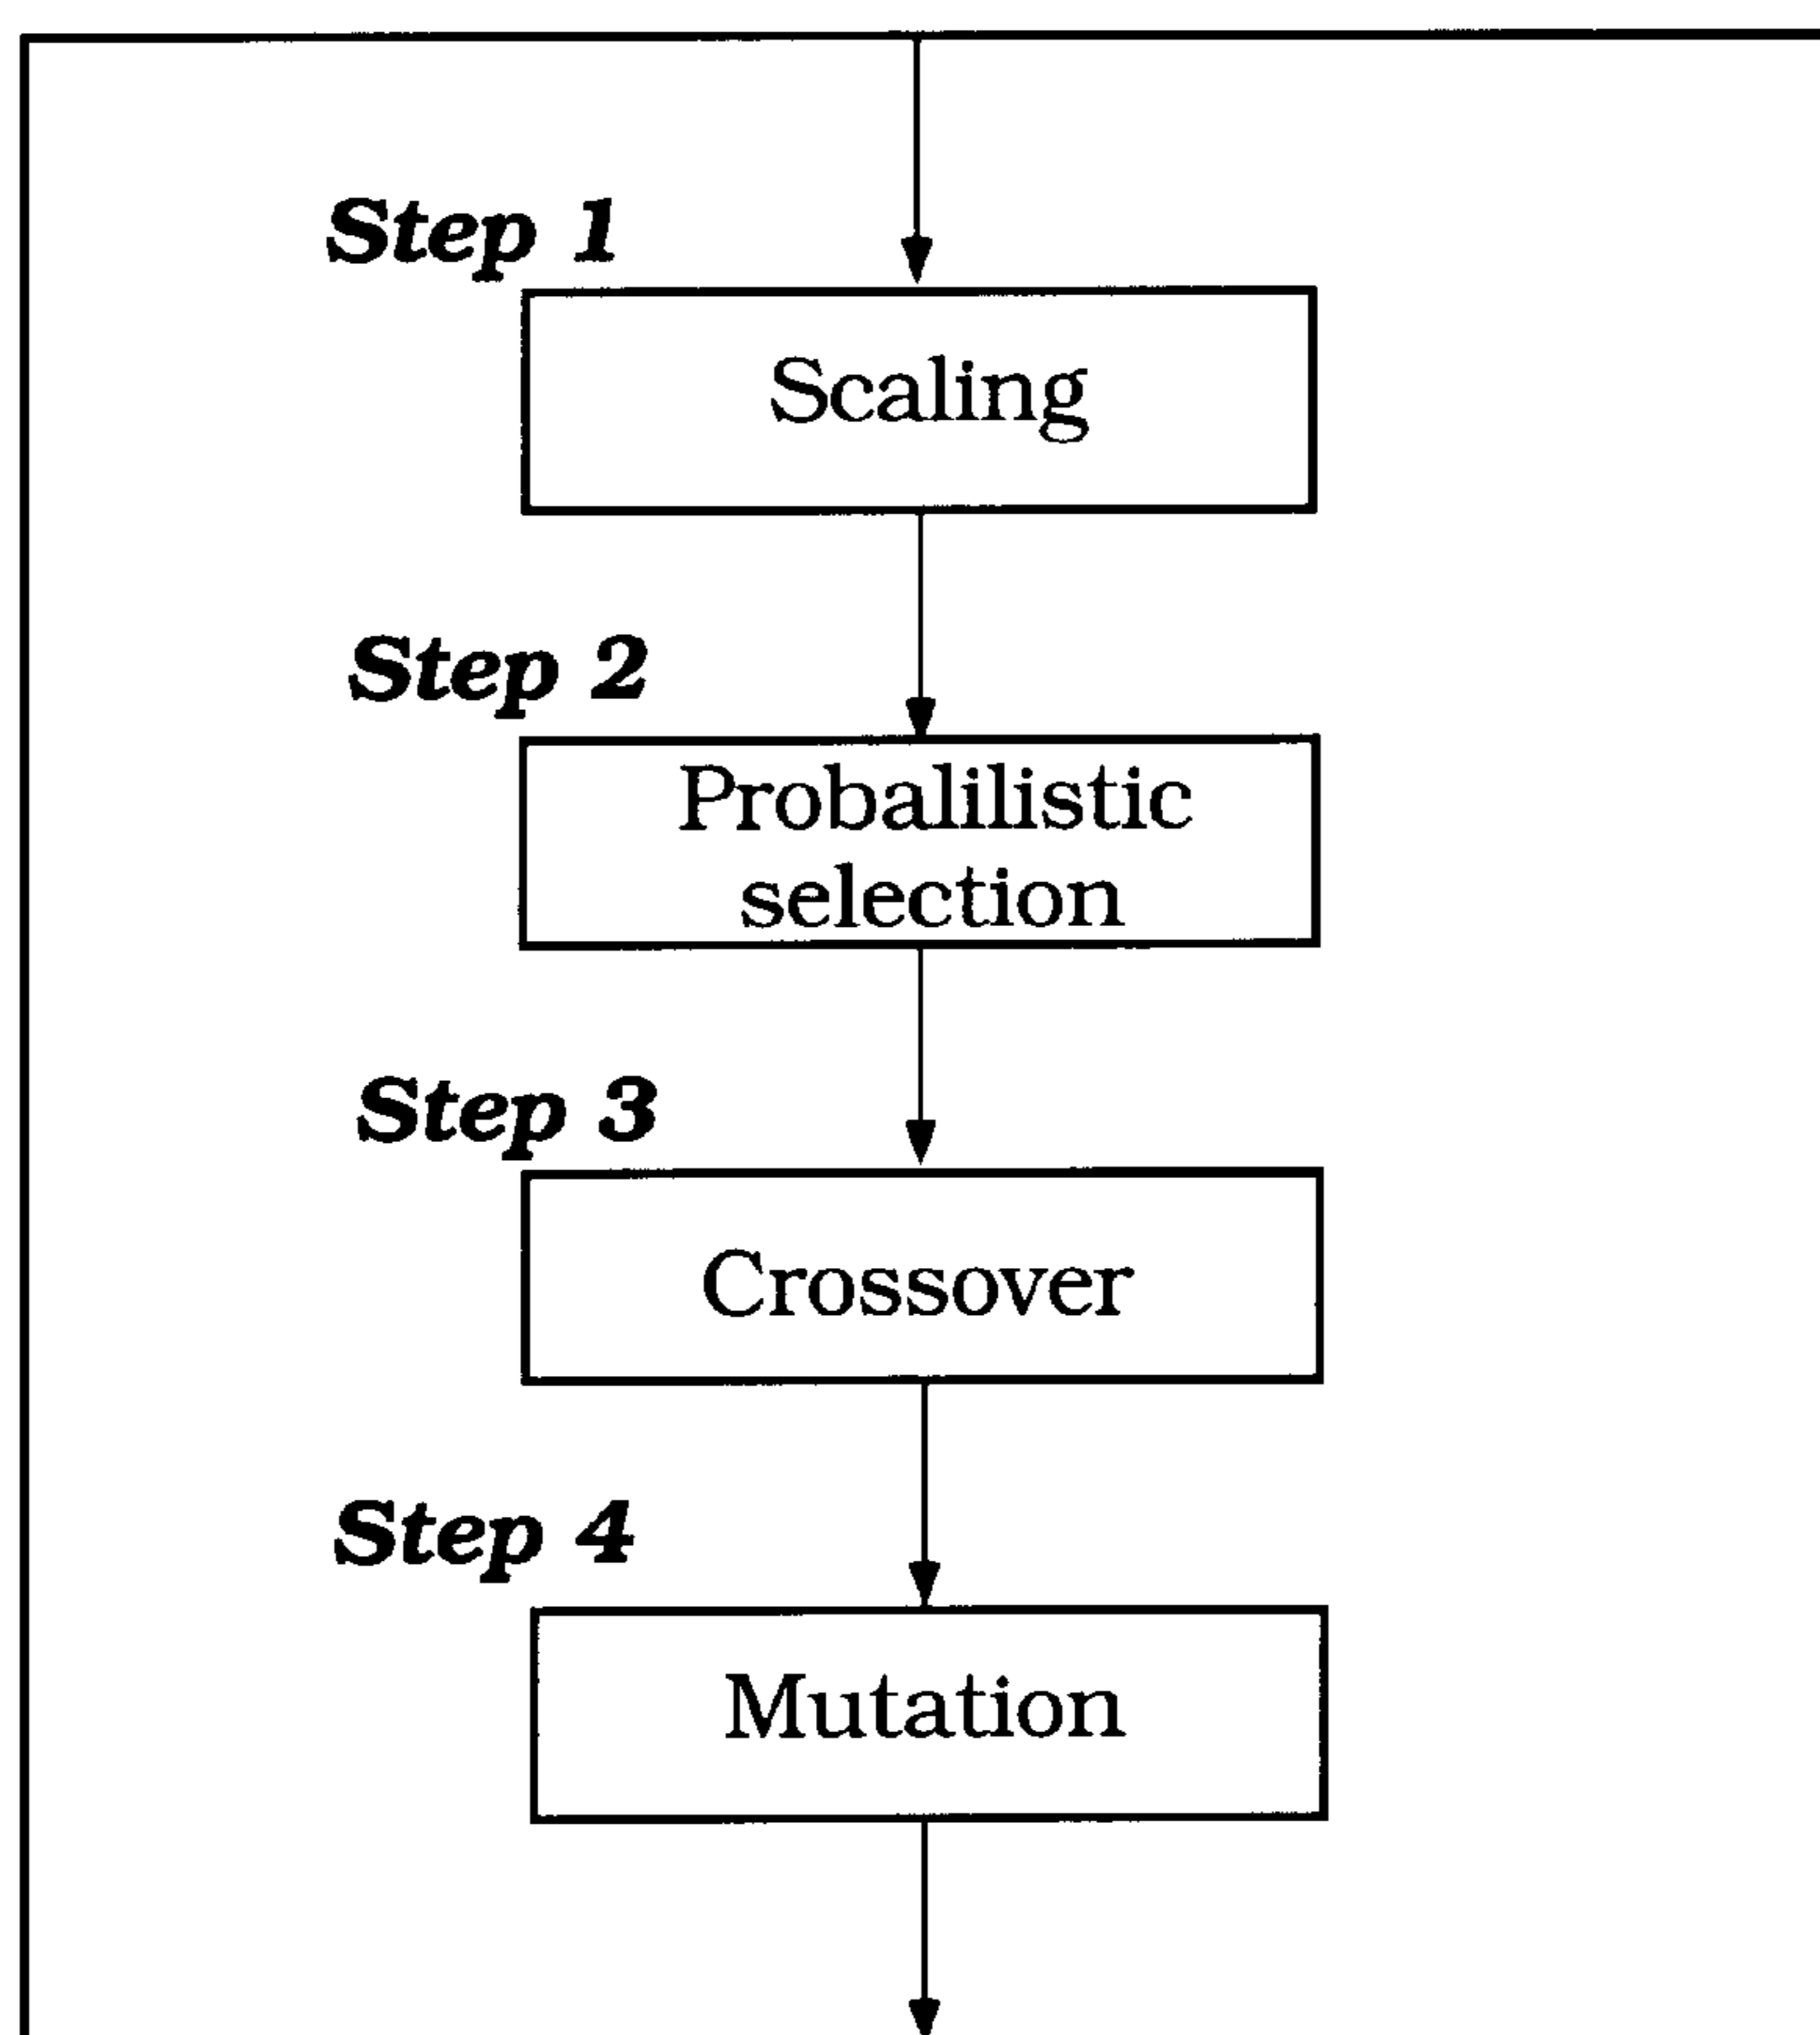 Step 1
Scaling
Step 2
Probalilistic
selection
Step 3
Crossover
Step 4
Mutation